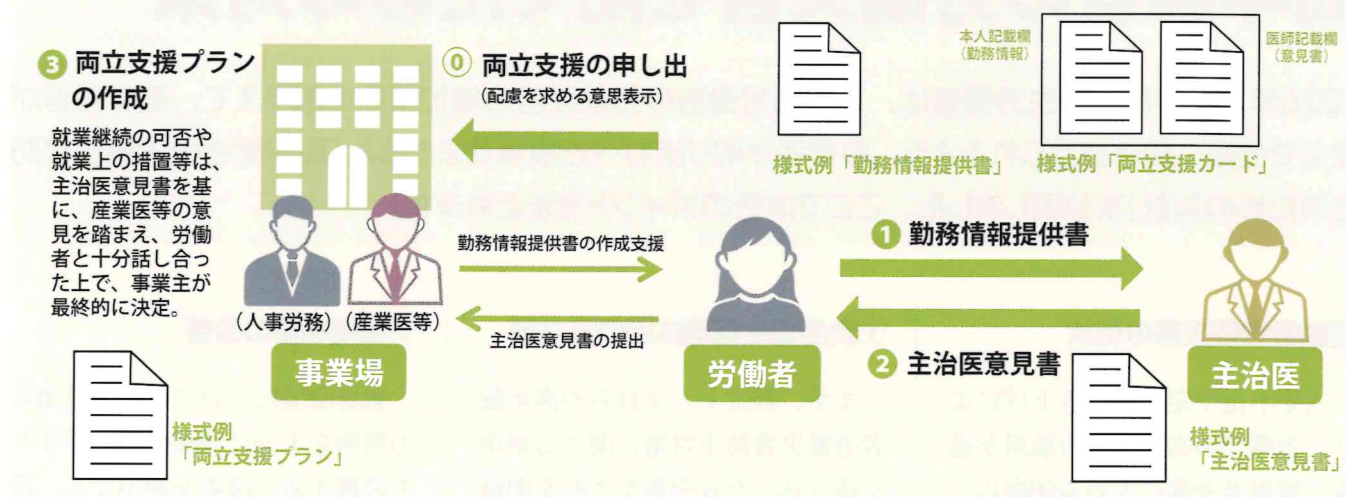 ❸ 両立支援プラン
の作成
就業継続の可否や
就業上の措置等は、
主治医意見書を基
に、産業医等の意
見を踏まえ、労働
者と十分話し合っ
た上で、事業主が
最終的に決定。
⓪ 両立支援の申し出
(配慮を求める意思表示)
様式例「勤務情報提供書」
本人記載欄
(勤務情報)
医師記載欄
(意見書)
様式例「両立支援カード」
(人事労務)
(産業医等)
事業場
勤務情報提供書の作成支援
主治医意見書の提出
労働者
❶ 勤務情報提供書
❷ 主治医意見書
主治医
様式例
「両立支援プラン」
様式例
「主治医意見書」